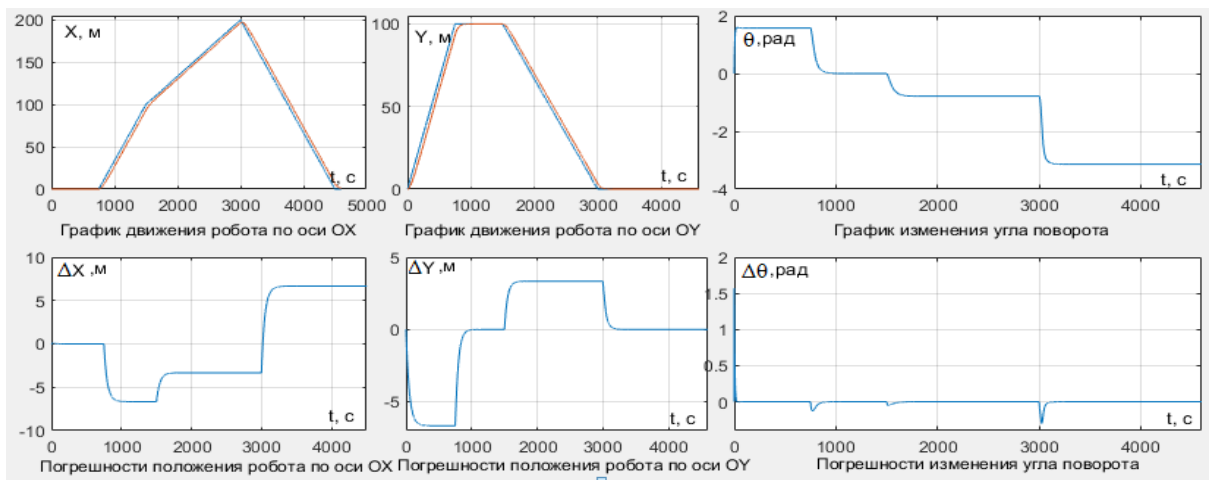 X, м
200
150
100
50
0
t, с
0 1000 2000 3000 4000 5000
График движения робота по оси OX
Y, м
100
50
0
t, с
0 1000 2000 3000 4000
График движения робота по оси OY
θ,рад
2
0
-2
-4
t, с
0 1000 2000 3000 4000
График изменения угла поворота
ΔX ,м
10
5
0
-5
-10
t, с
0 1000 2000 3000 4000
Погрешности положения робота по оси OX
ΔY ,м
5
0
-5
t, с
0 1000 2000 3000 4000
Погрешности положения робота по оси OY
Δθ,рад
2
1.5
1
0.5
0
t, с
0 1000 2000 3000 4000
Погрешности изменения угла поворота